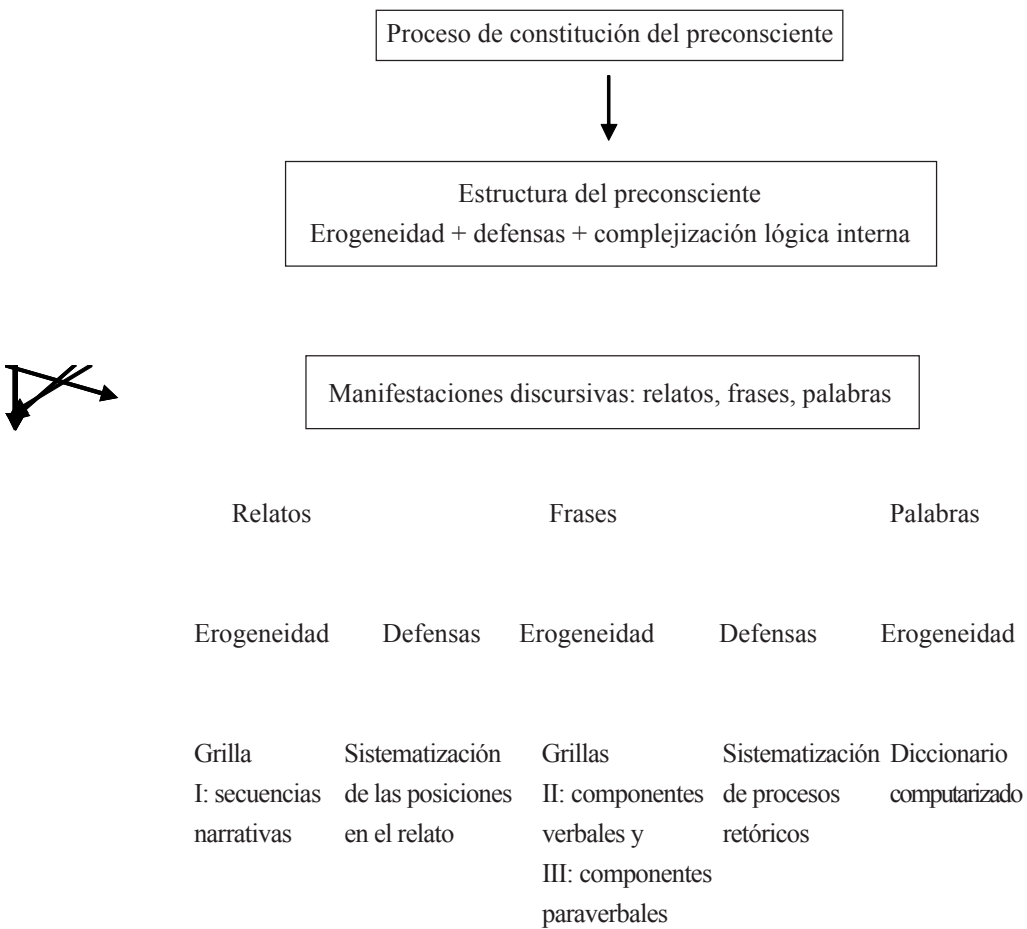 Proceso de constitución del preconsciente
Estructura del preconsciente
Erogeneidad + defensas + complejización lógica interna
Manifestaciones discursivas: relatos, frases, palabras
Relatos
Frases
Palabras
Erogeneidad
Defensas
Erogeneidad
Defensas
Erogeneidad
Grilla
I: secuencias
narrativas
Sistematización
de las posiciones
en el relato
Grillas
II: componentes
verbales y
III: componentes
paraverbales
Sistematización
de procesos
retóricos
Diccionario
computarizado